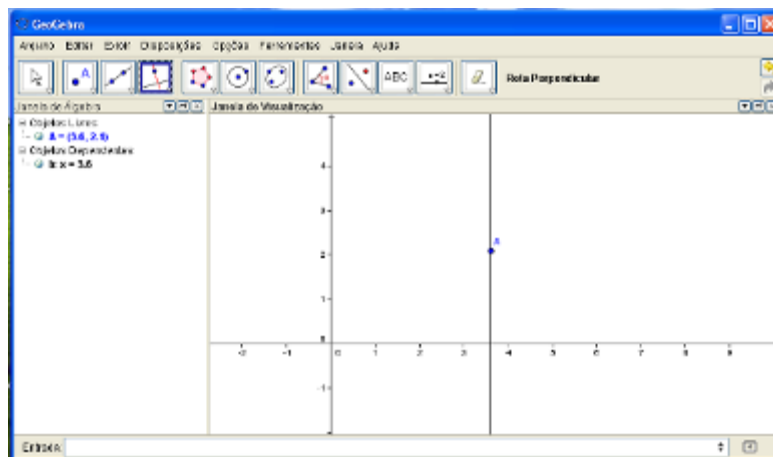 GeoGebra
Arquivo Editar Exibir Disposições Opções Ferramentas Janela Ajuda
A ABC a=2 Reta Perpendicular
Janela de Álgebra
Janela de Visualização
Objetos Livres
A = (3.6, 2.1)
Objetos Dependentes
b: x = 3.6
4
3
2
A
1
0
-2 -1 0 1 2 3 4 5 6 7 8 9
-1
Entrada: